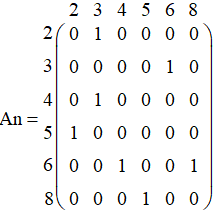 2 3 4 5 6 8
2 0 1 0 0 0 0
3 0 0 0 0 1 0
4 0 1 0 0 0 0
An = 5 1 0 0 0 0 0
6 0 0 1 0 0 1
8 0 0 0 1 0 0